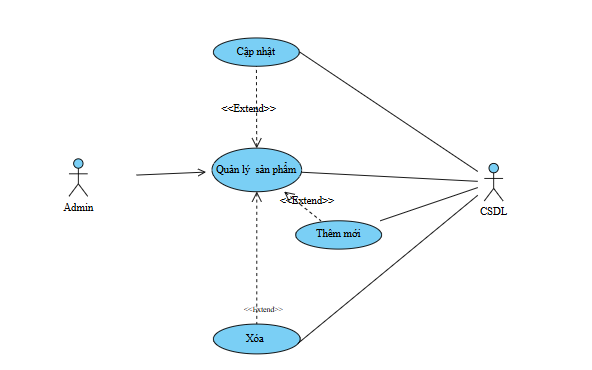 Cập nhật
<<Extend>>
Quản lý sản phẩm
Admin
<<Extend>>
CSDL
Thêm mới
<<Extend>>
Xóa